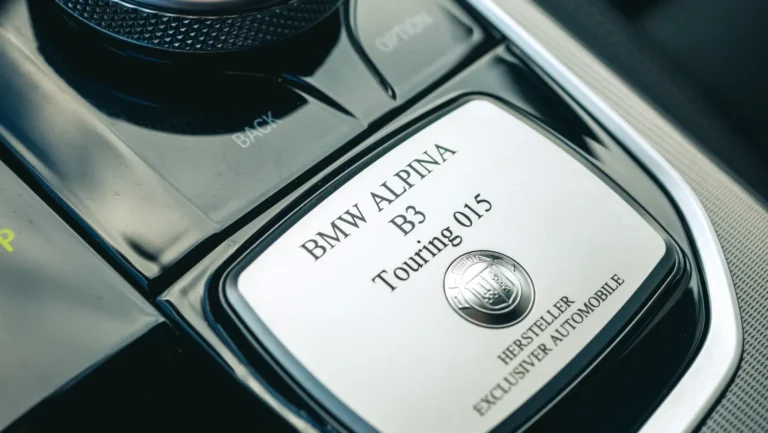 OPTION
BACK
P
BMW ALPINA
B3
Touring 015
HERSTELLER
EXCLUSIVER AUTOMOBILE